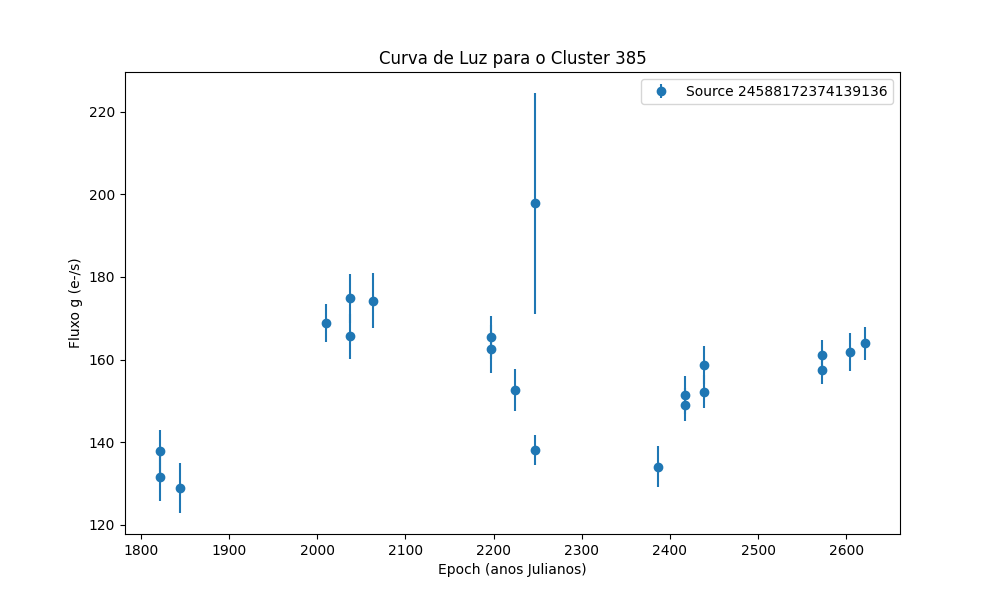 Curva de Luz para o Cluster 385
Source 24588172374139136
Fluxo g (e-/s)
220
200
180
160
140
120
1800 1900 2000 2100 2200 2300 2400 2500 2600
Epoch (anos Julianos)